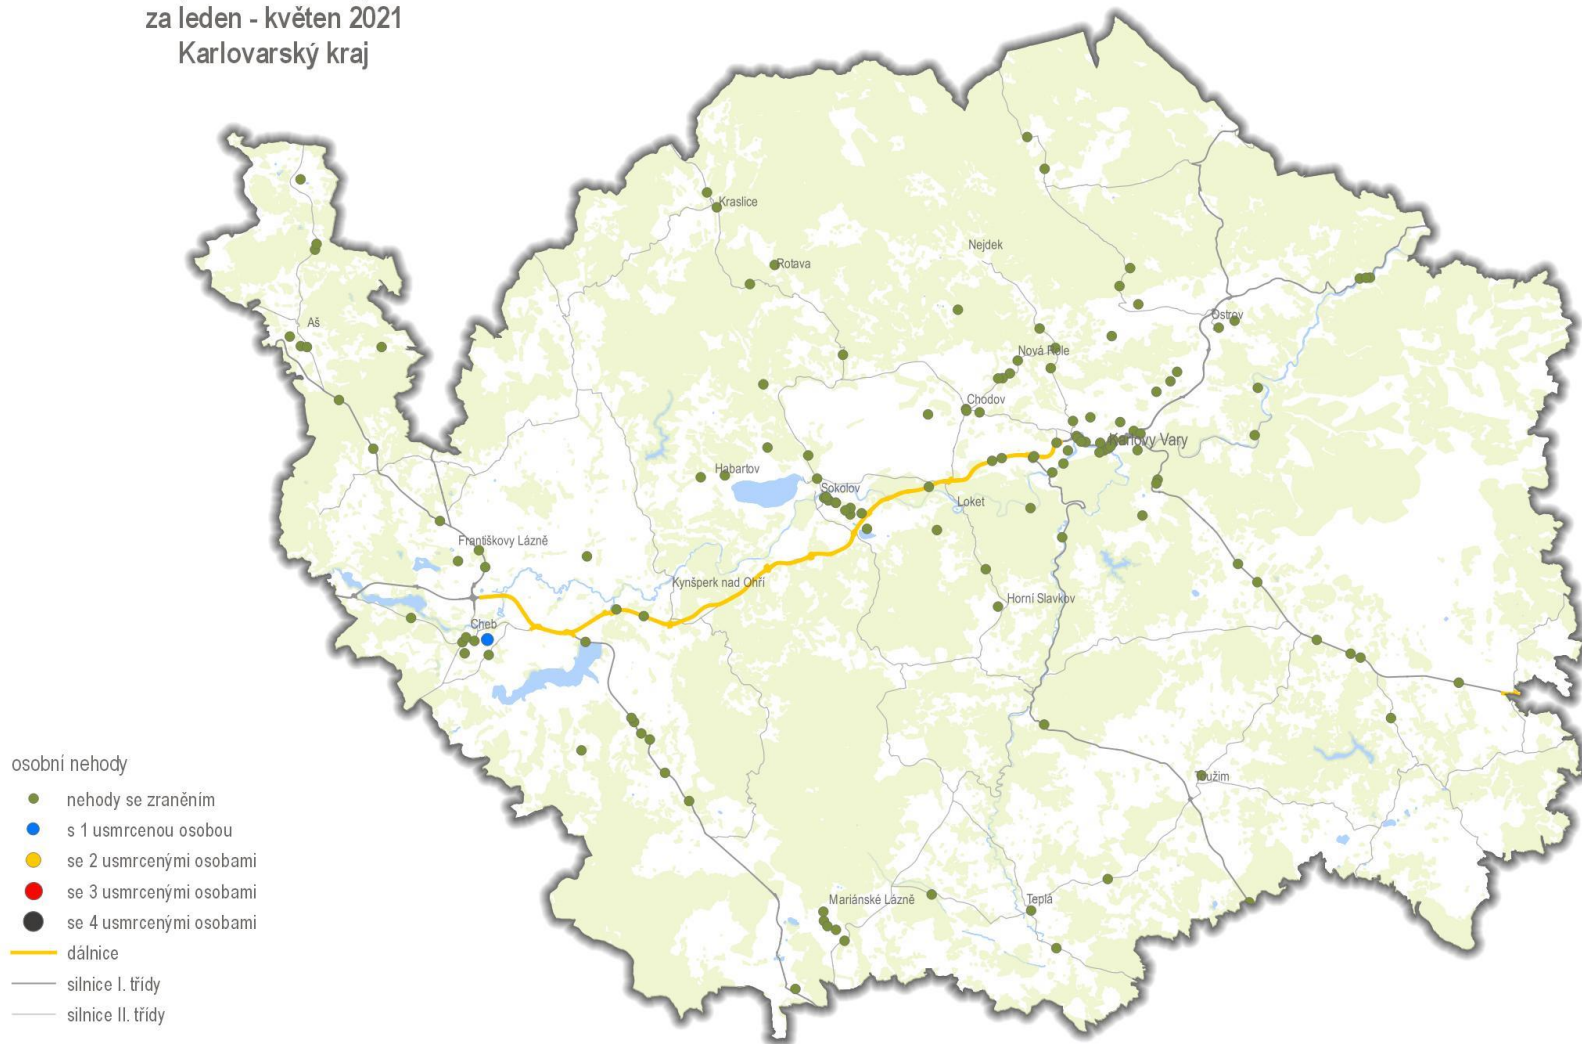 za leden - květen 2021
Karlovarský kraj
Kraslice
Rotava
Nejdek
Aš
Ostrov
Nová Role
Chodov
Karlovy Vary
Habartov
Sokolov
Loket
Františkovy Lázně
Kynšperk nad Ohří
Horní Slavkov
Cheb
Toužim
Mariánské Lázně
Teplá
osobní nehody
nehody se zraněním
s 1 usmrcenou osobou
se 2 usmrcenými osobami
se 3 usmrcenými osobami
se 4 usmrcenými osobami
dálnice
silnice I. třídy
silnice II. třídy